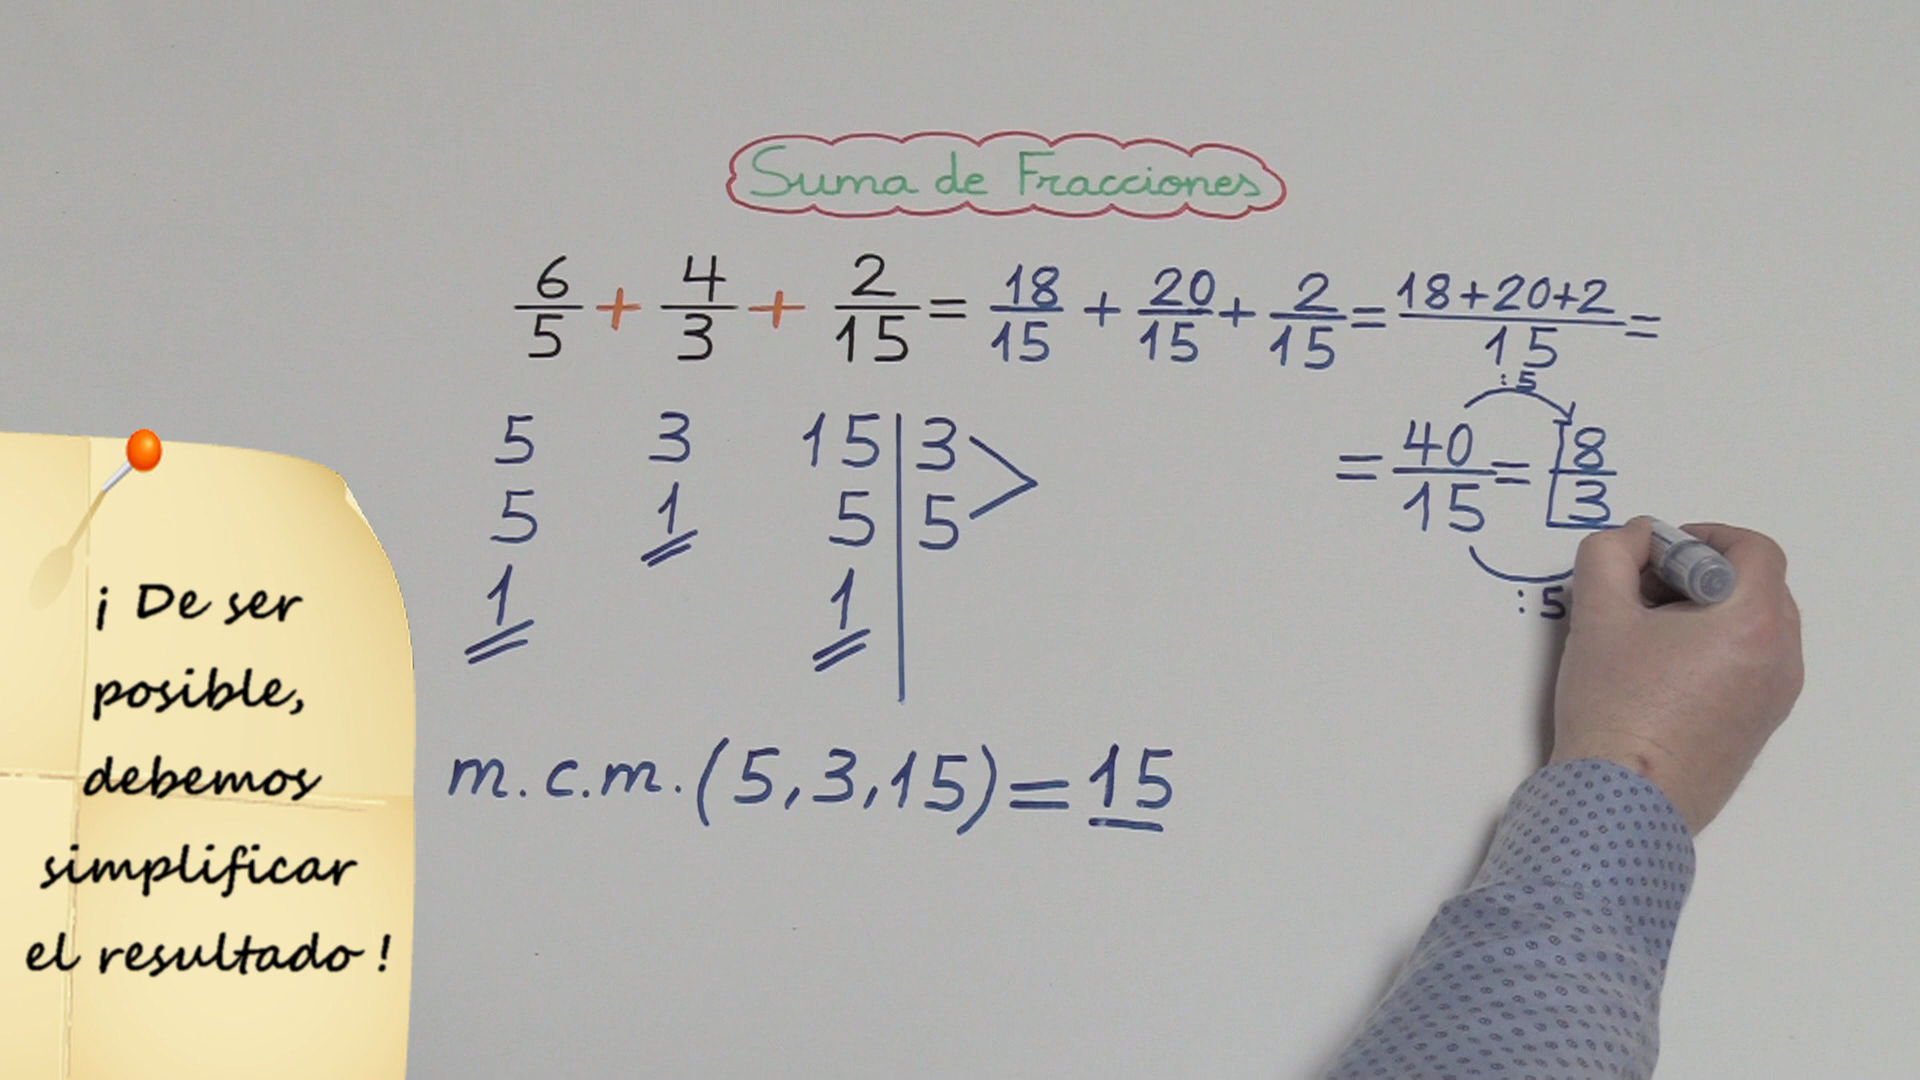 Suma de Fracciones
6/5 + 4/3 + 2/15 = 18/15 + 20/15 + 2/15 = 18+20+2/15 =
:5
= 40/15 = 8/3
:5
5 3 15 | 3
5 1 5 | 5
1 1
m.c.m.(5,3,15)=15
¡ De ser
posible,
debemos
simplificar
el resultado !